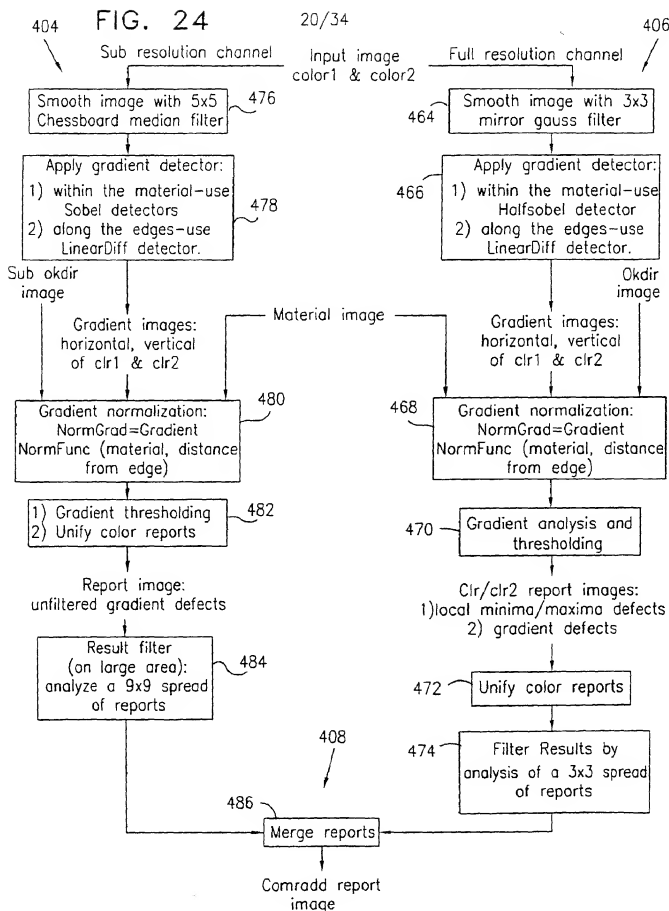 FIG. 24
20/34
404
406
Sub resolution channel
Input image
color1 & color2
Full resolution channel
Smooth image with 5x5
Chessboard median filter
476
464
Smooth image with 3x3
mirror gauss filter
Apply gradient detector:
1) within the material-use
Sobel detectors
2) along the edges-use
LinearDiff detector.
478
466
Apply gradient detector:
1) within the material-use
Halfsobel detector
2) along the edges-use
LinearDiff detector.
Sub okdir
image
Okdir
image
Gradient images:
horizontal, vertical
of clr1 & clr2
Material image
Gradient images:
horizontal, vertical
of clr1 & clr2
Gradient normalization:
NormGrad=Gradient
NormFunc (material, distance
from edge)
480
468
Gradient normalization:
NormGrad=Gradient
NormFunc (material, distance
from edge)
1) Gradient thresholding
2) Unify color reports
482
470
Gradient analysis and
thresholding
Report image:
unfiltered gradient defects
Clr/clr2 report images:
1)local minima/maxima defects
2) gradient defects
Result filter
(on large area):
analyze a 9x9 spread
of reports
484
472
Unify color reports
474
Filter Results by
analysis of a 3x3 spread
of reports
408
486
Merge reports
Comradd report
image